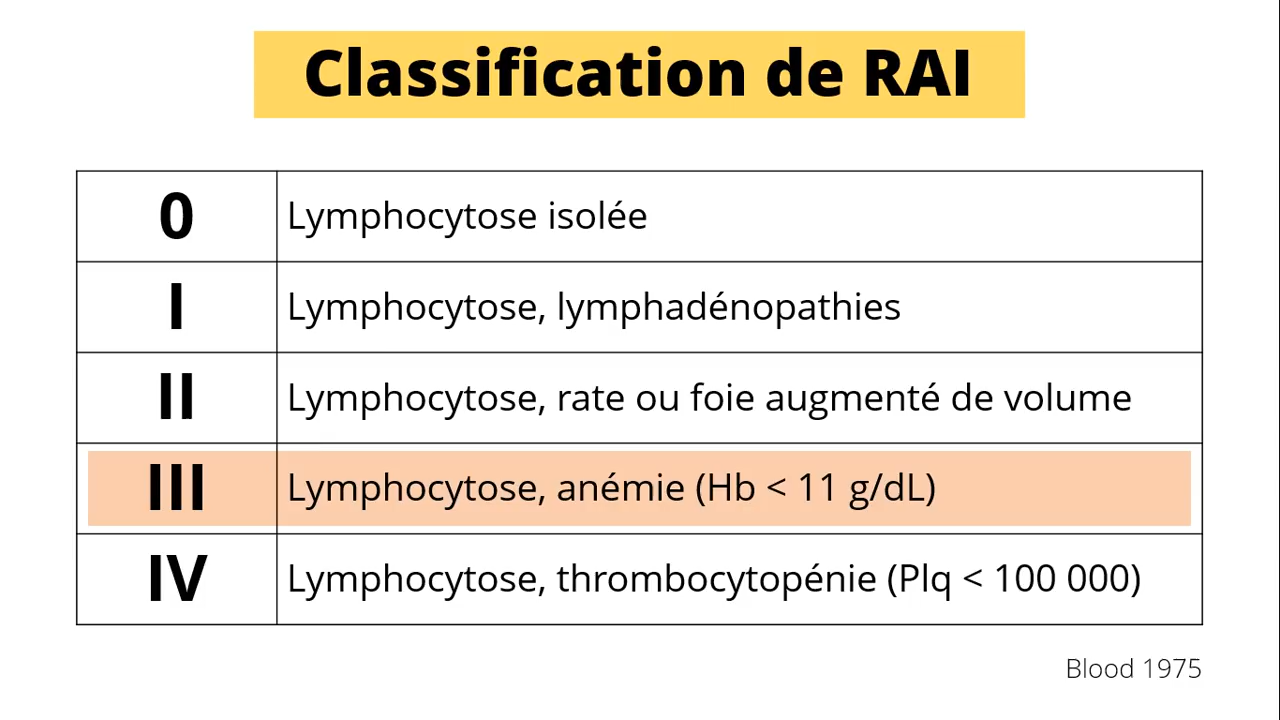 Classification de RAI
0 Lymphocytose isolée
I Lymphocytose, lymphadénopathies
II Lymphocytose, rate ou foie augmenté de volume
III Lymphocytose, anémie (Hb < 11 g/dL)
IV Lymphocytose, thrombocytopénie (Plq < 100 000)
Blood 1975